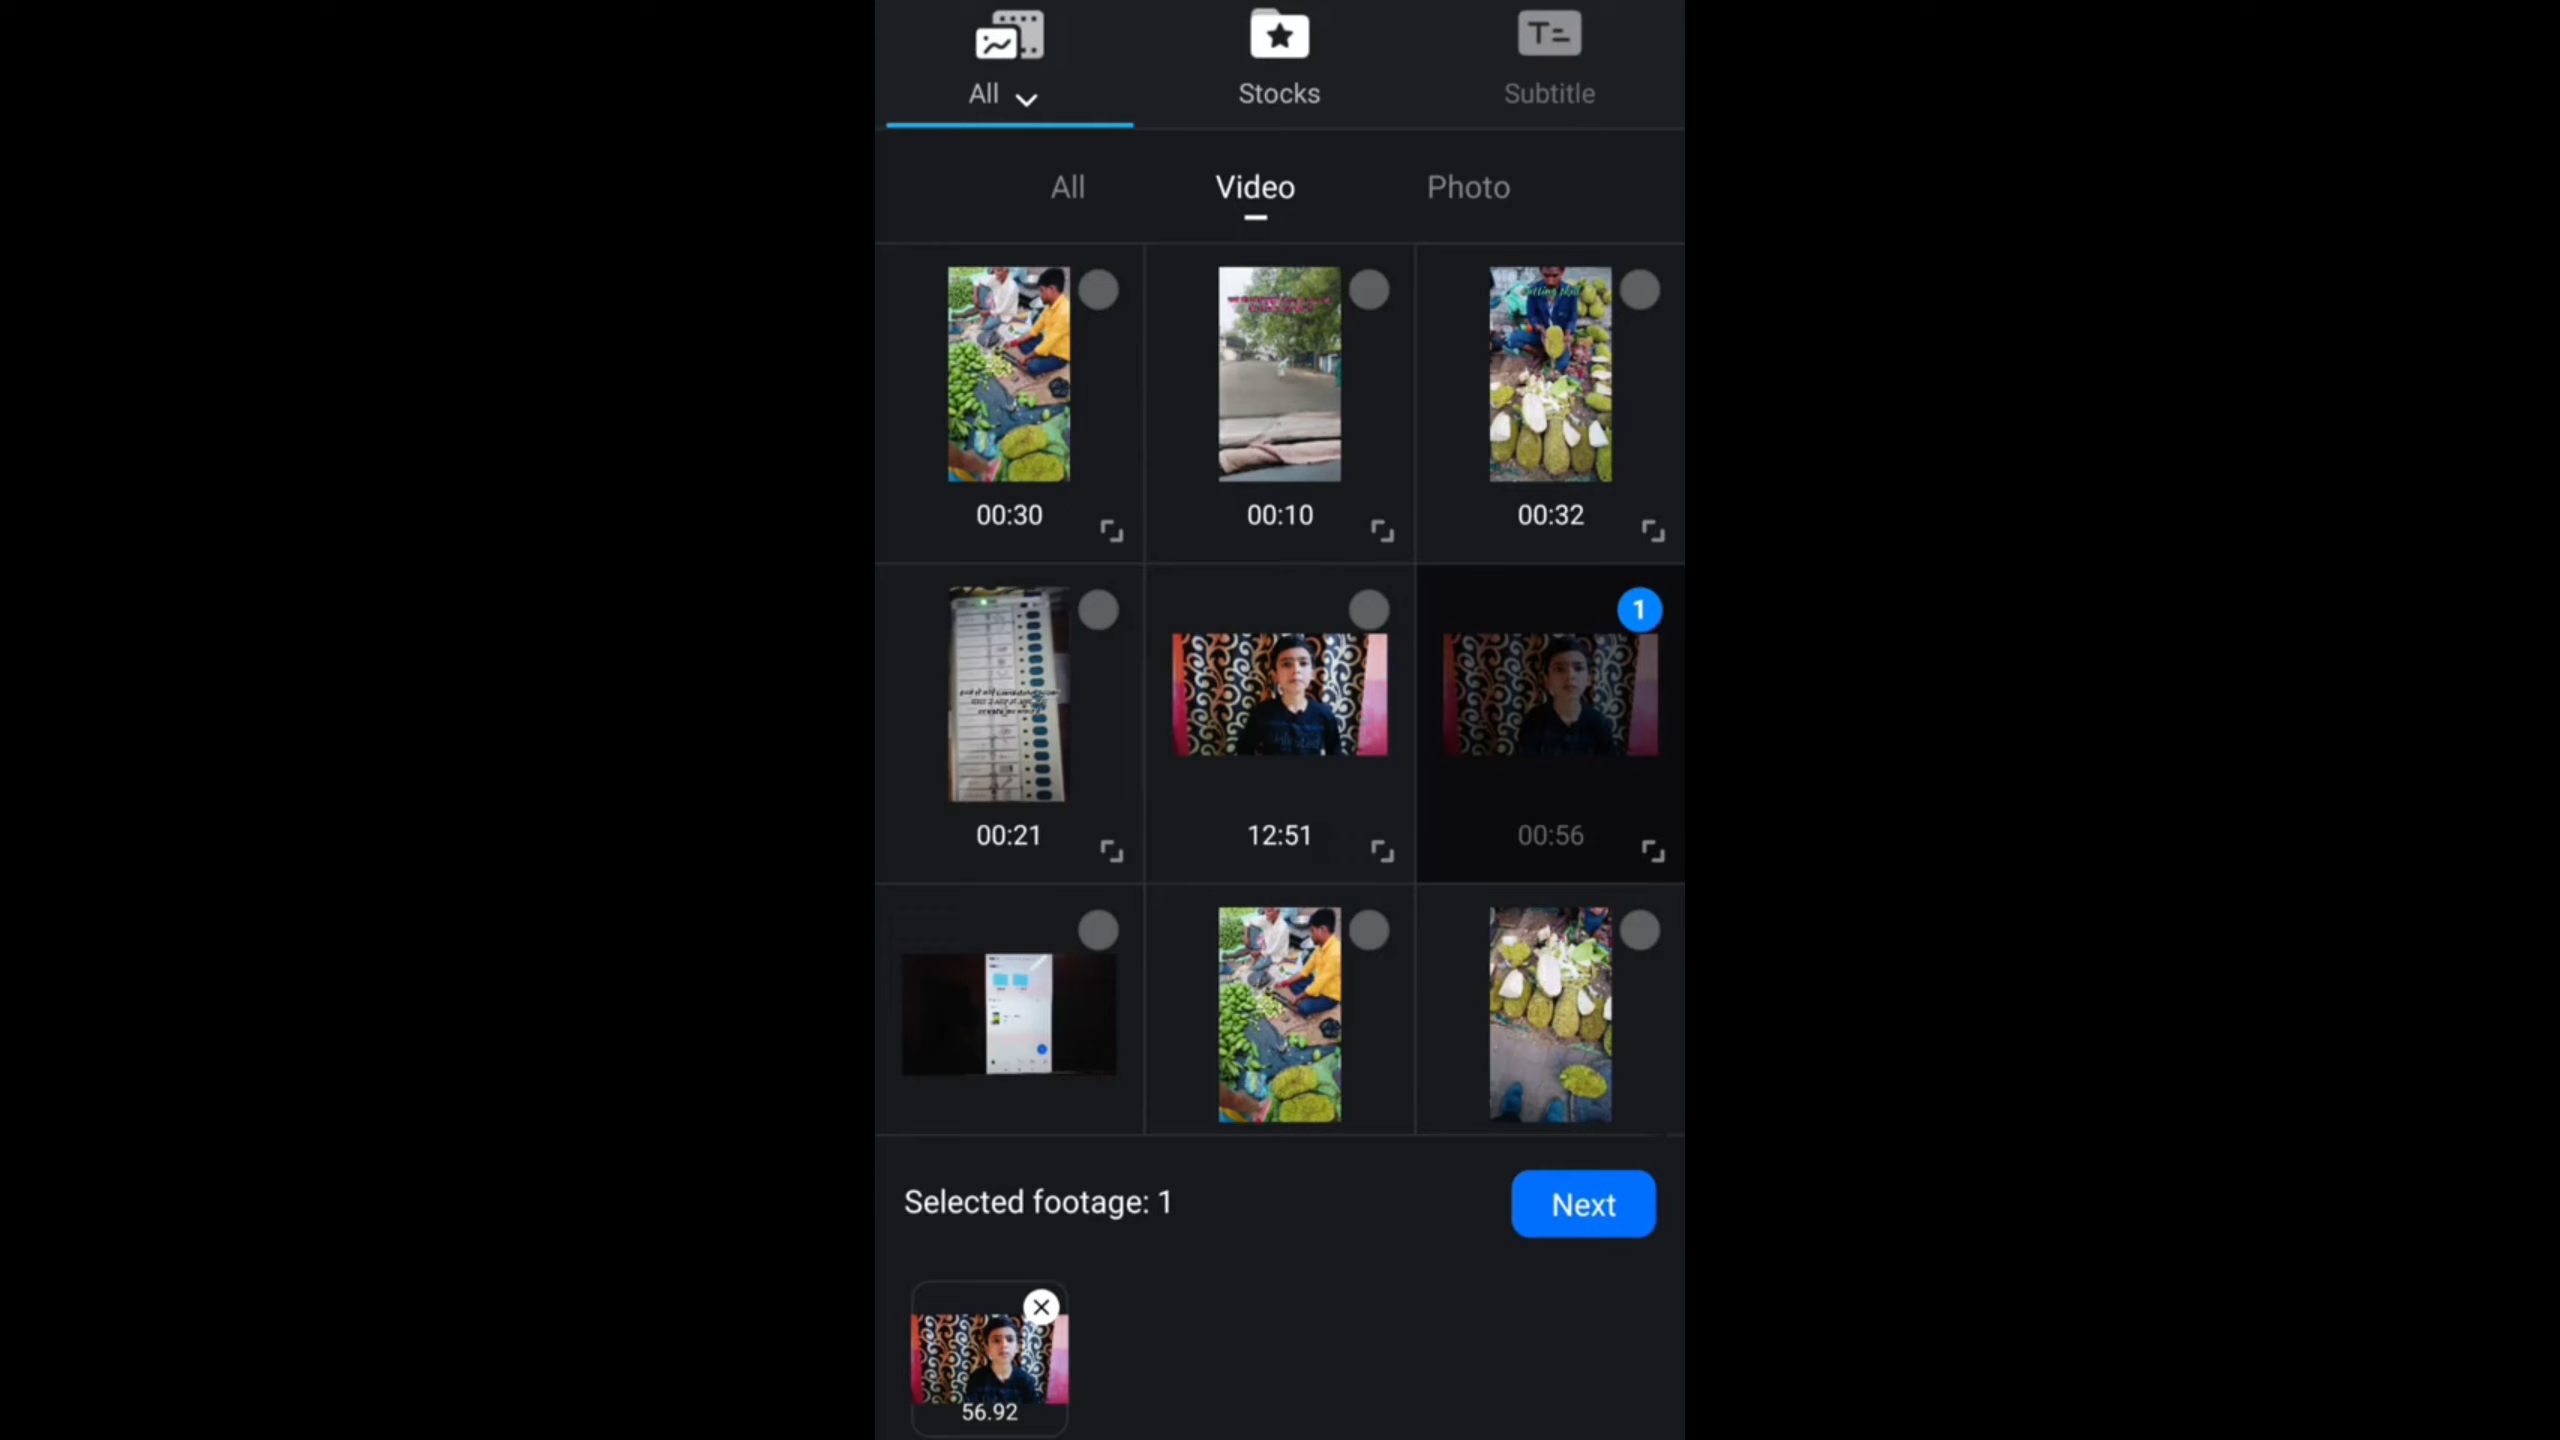 All
Stocks
Subtitle
All
Video
Photo
00:30
00:10
00:32
00:21
12:51
1
00:56
Selected footage: 1
Next
56.92